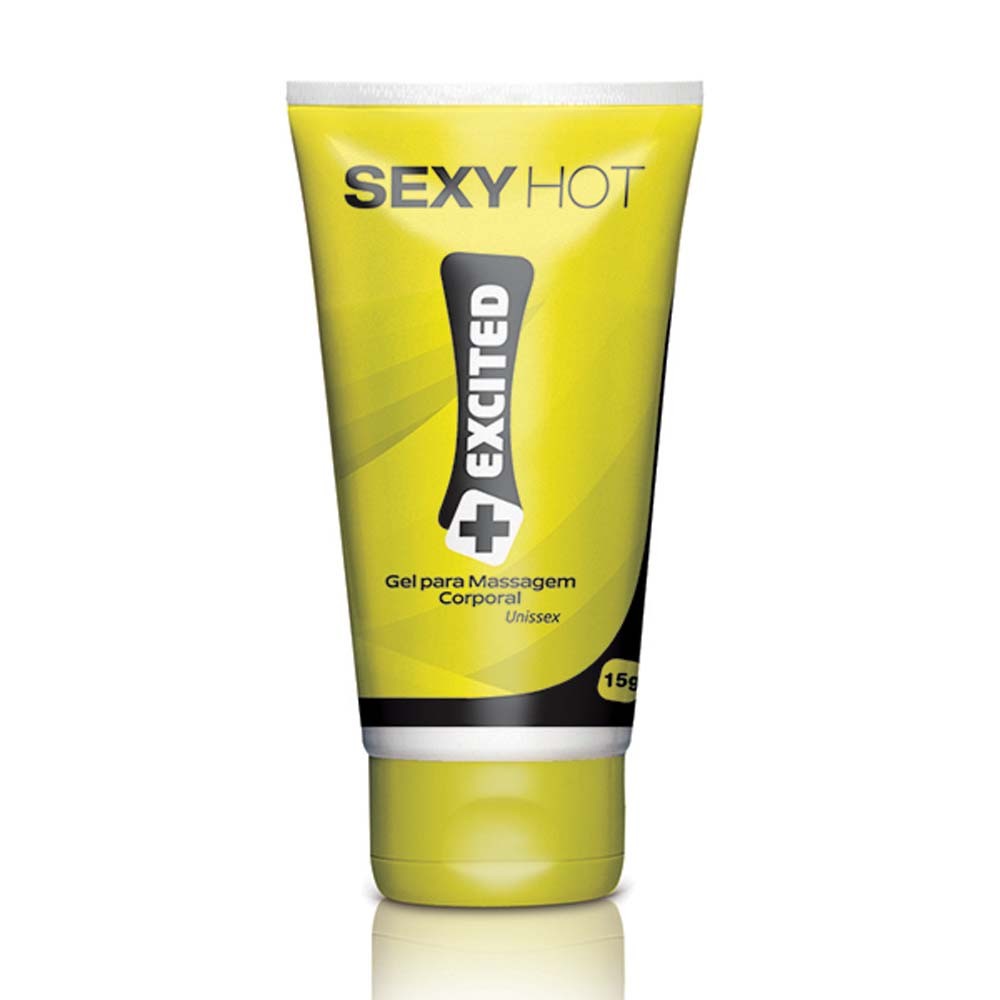 SEXY HOT
+ EXCITED
Gel para Massagem
Corporal
Unissex
15g